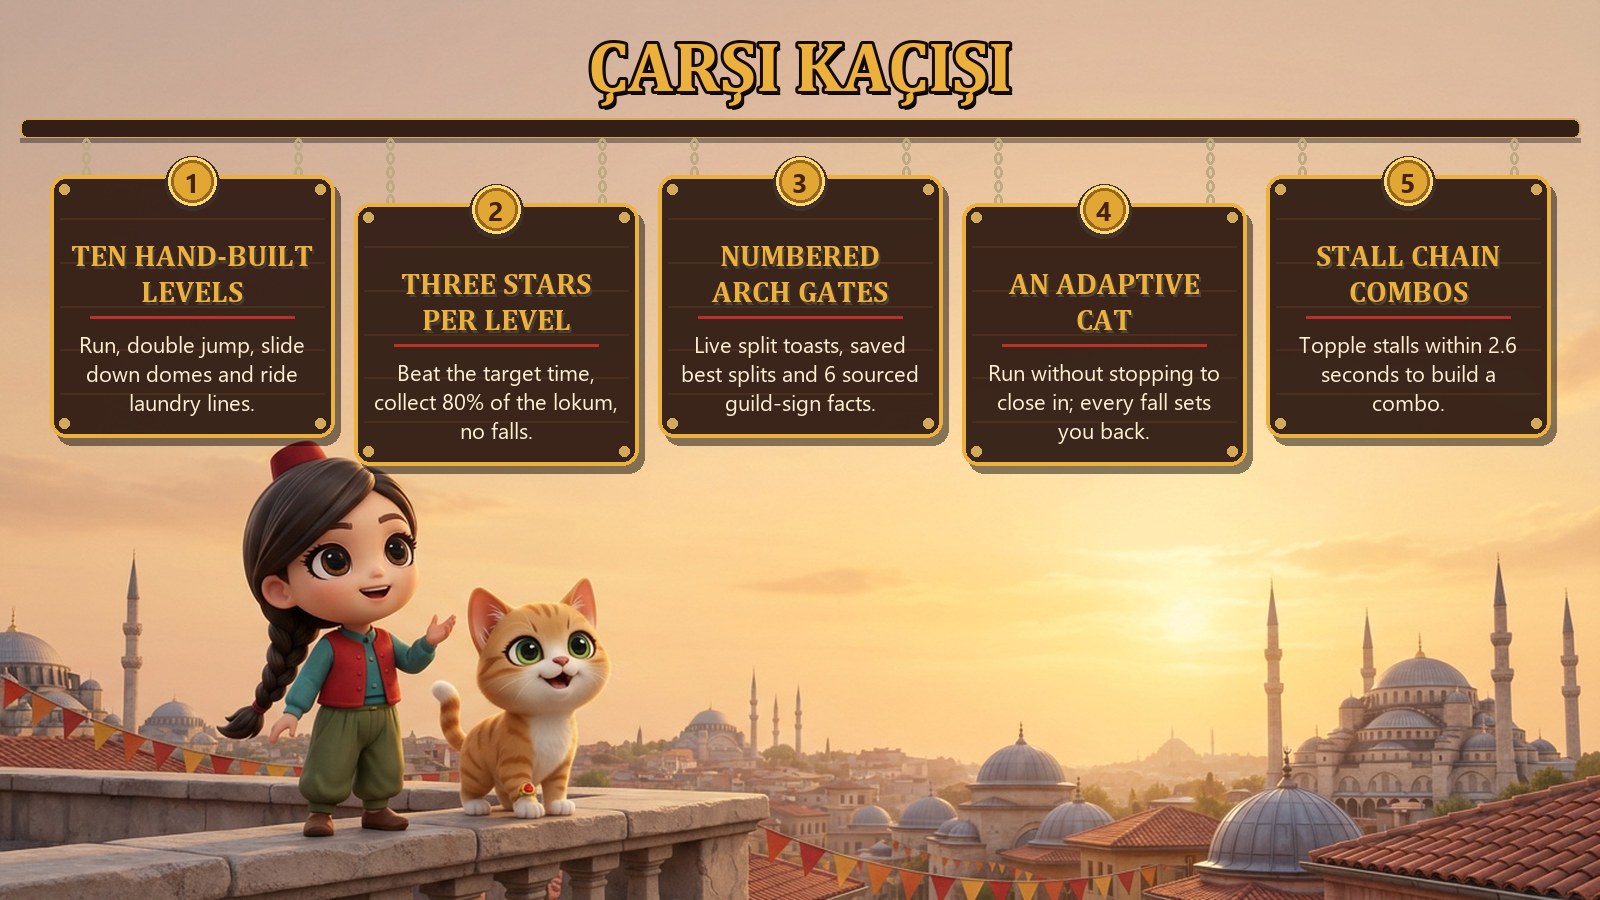 ÇARŞI KAÇIŞI
1
TEN HAND-BUILT
LEVELS
Run, double jump, slide
down domes and ride
laundry lines.
2
THREE STARS
PER LEVEL
Beat the target time,
collect 80% of the lokum,
no falls.
3
NUMBERED
ARCH GATES
Live split toasts, saved
best splits and 6 sourced
guild-sign facts.
4
AN ADAPTIVE
CAT
Run without stopping to
close in; every fall sets
you back.
5
STALL CHAIN
COMBOS
Topple stalls within 2.6
seconds to build a
combo.